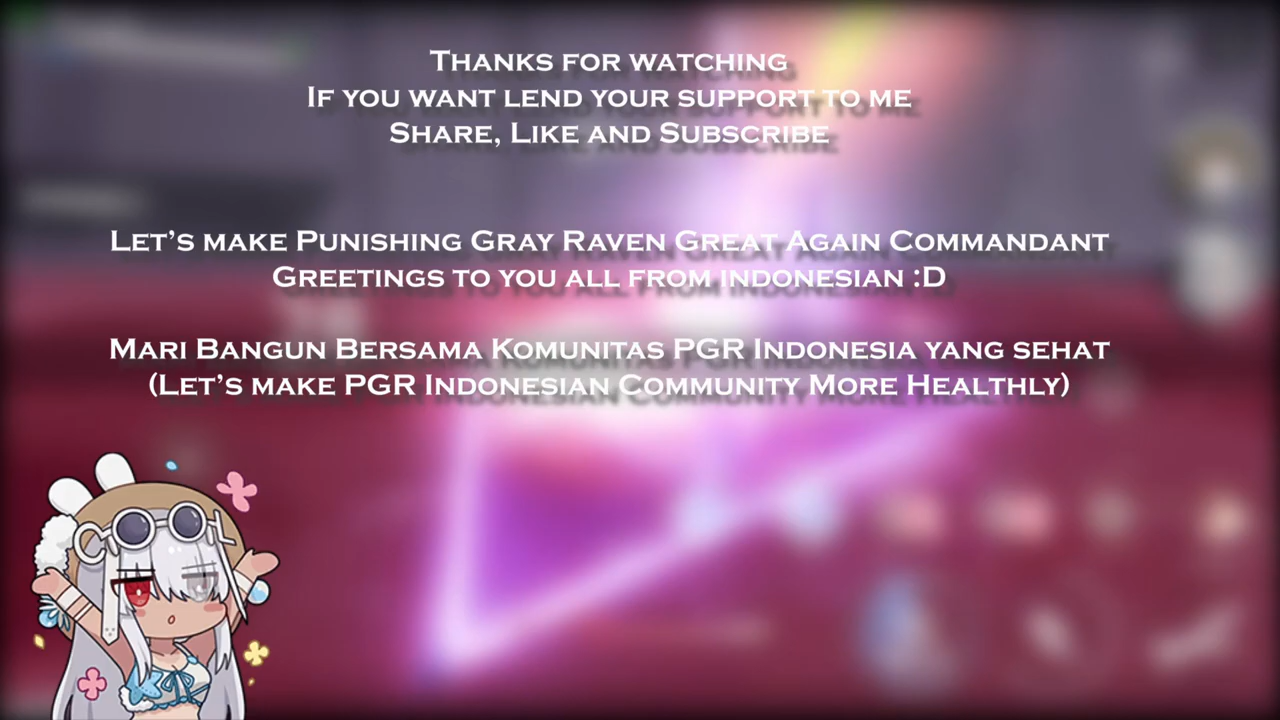 Thanks for watching
If you want lend your support to me
Share, Like and Subscribe
Let's make Punishing Gray Raven Great Again Commandant
Greetings to you all from indonesian :D
Mari Bangun Bersama Komunitas PGR Indonesia yang sehat
(Let's make PGR Indonesian Community More Healthly)